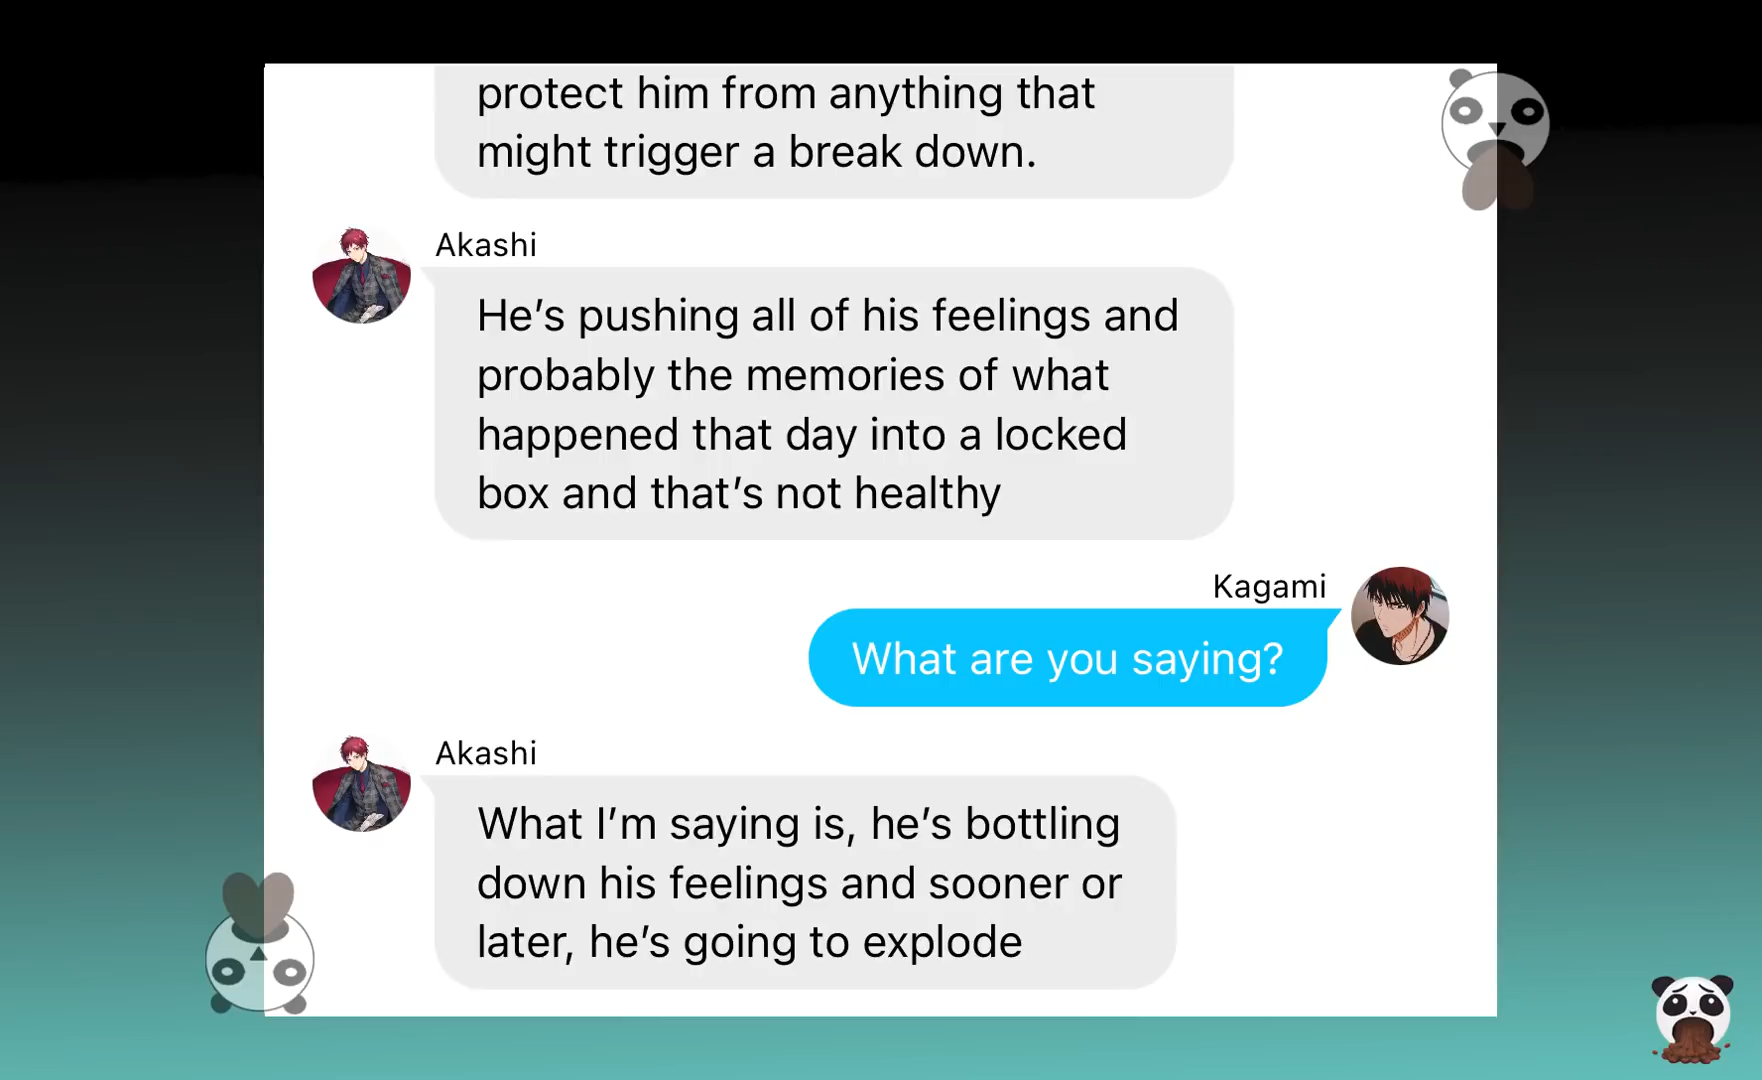 protect him from anything that
might trigger a break down.
Akashi
He’s pushing all of his feelings and
probably the memories of what
happened that day into a locked
box and that’s not healthy
Kagami
What are you saying?
Akashi
What I’m saying is, he’s bottling
down his feelings and sooner or
later, he’s going to explode